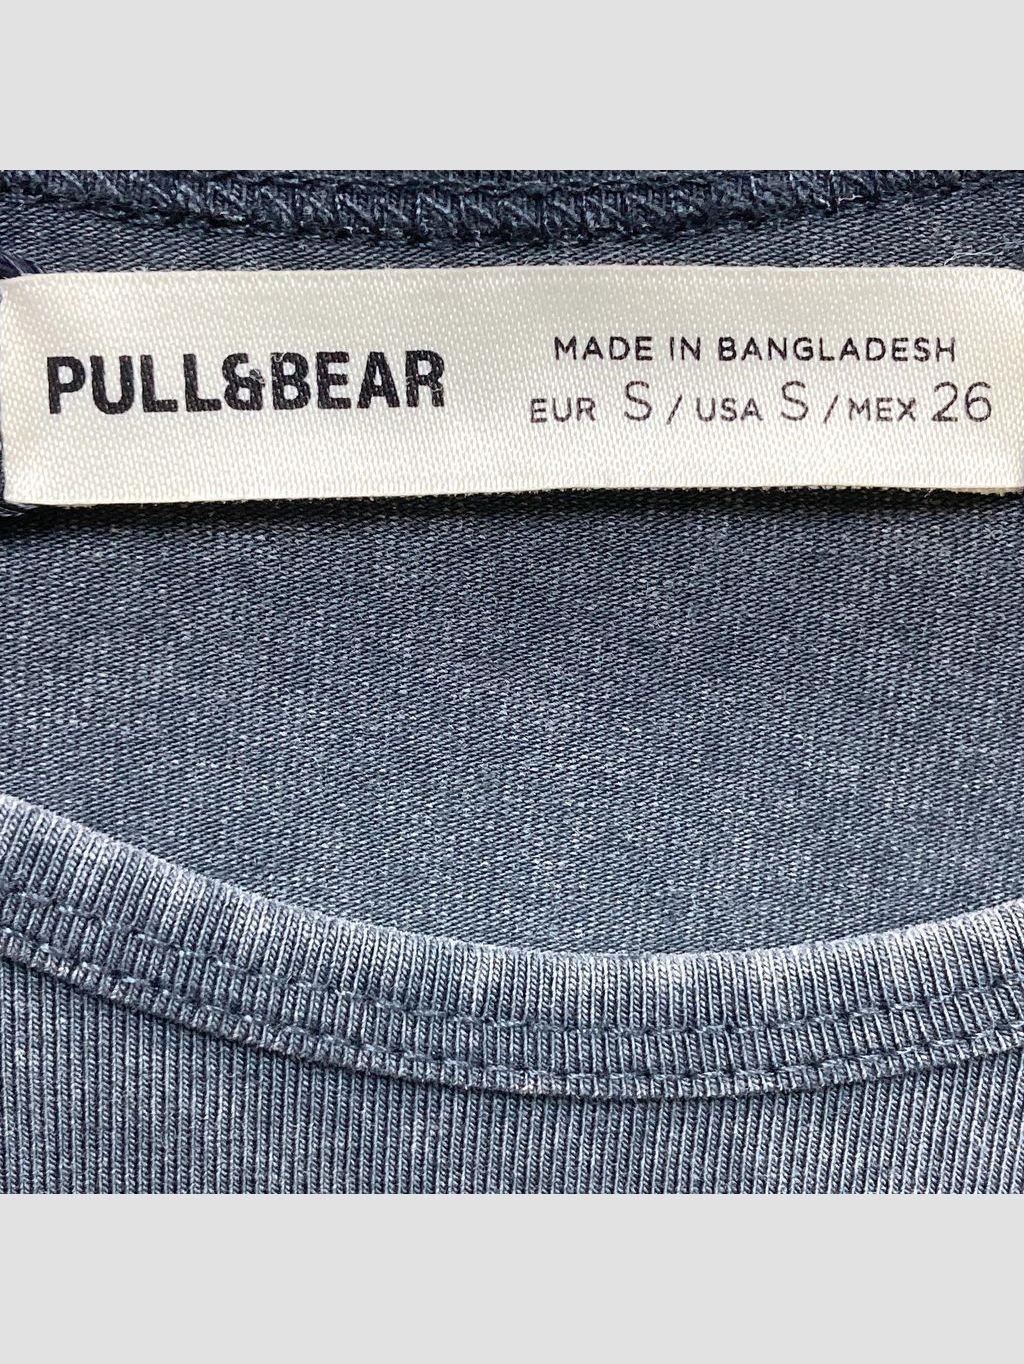 PULL&BEAR
MADE IN BANGLADESH
EUR S / USA S / MEX 26